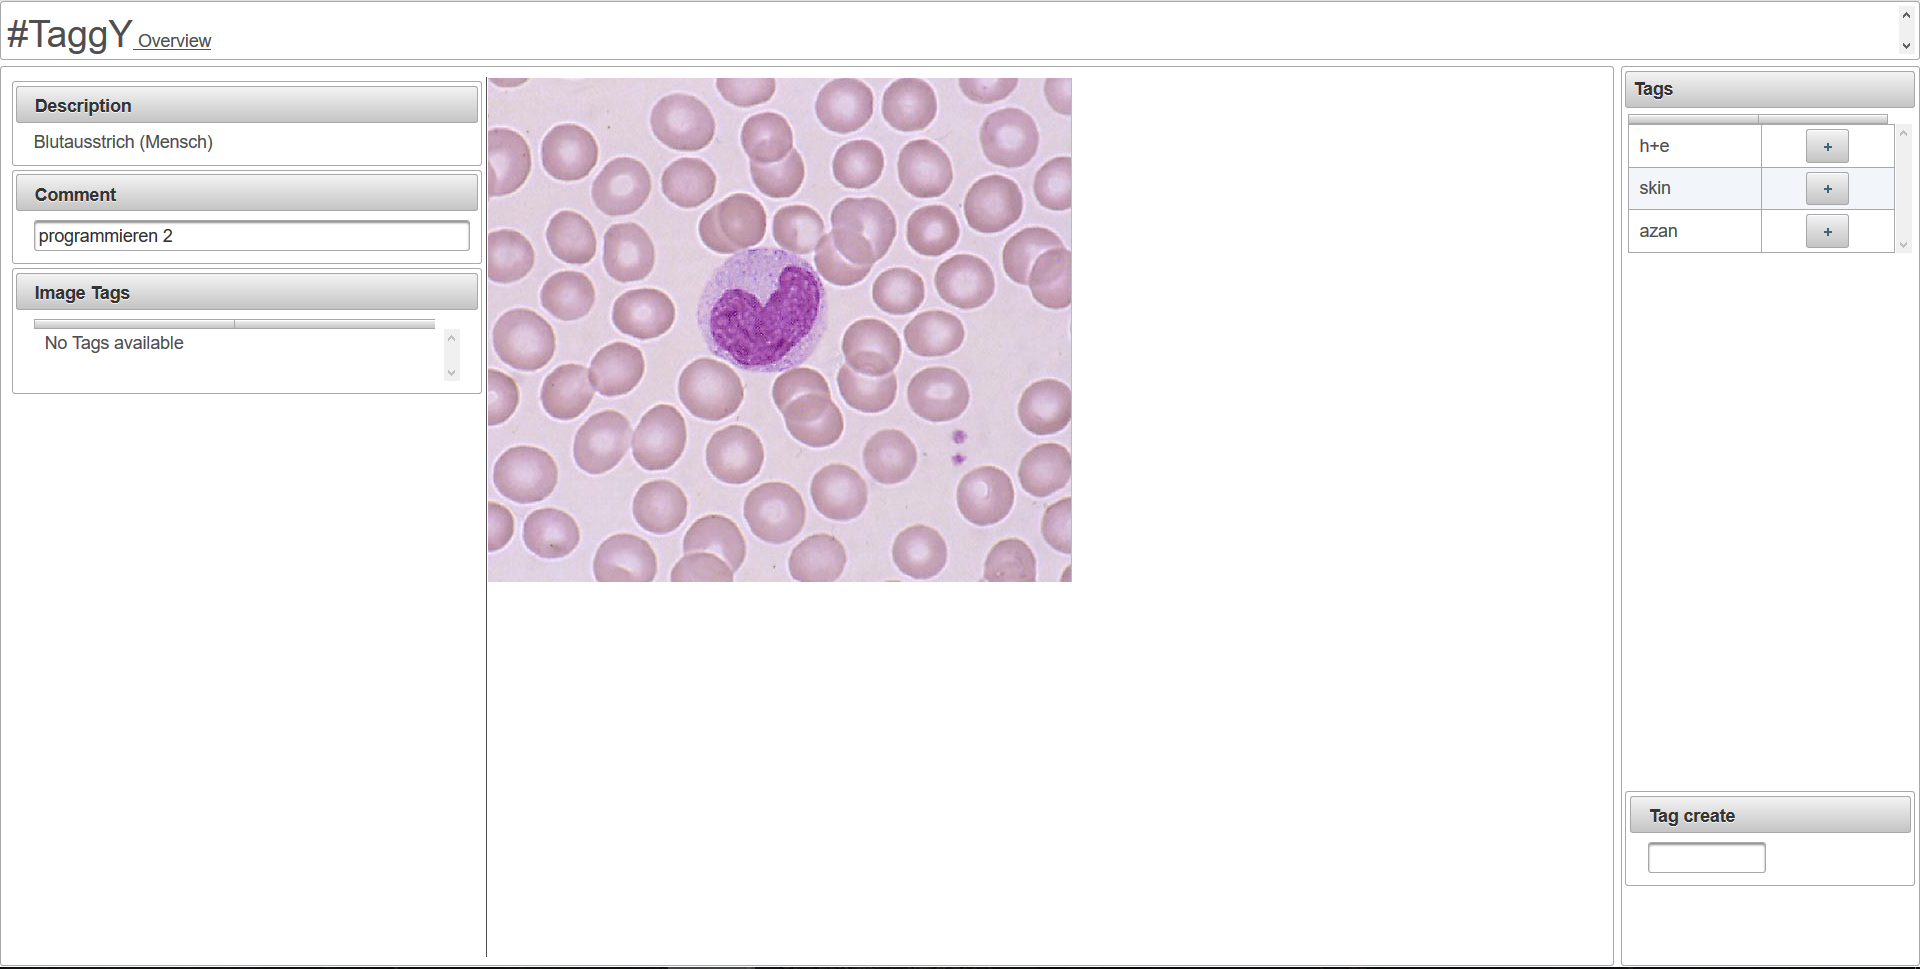 #TaggY Overview
Description
Blutausstrich (Mensch)
Comment
programmieren 2
Image Tags
No Tags available
Tags
h+e +
skin +
azan +
Tag create